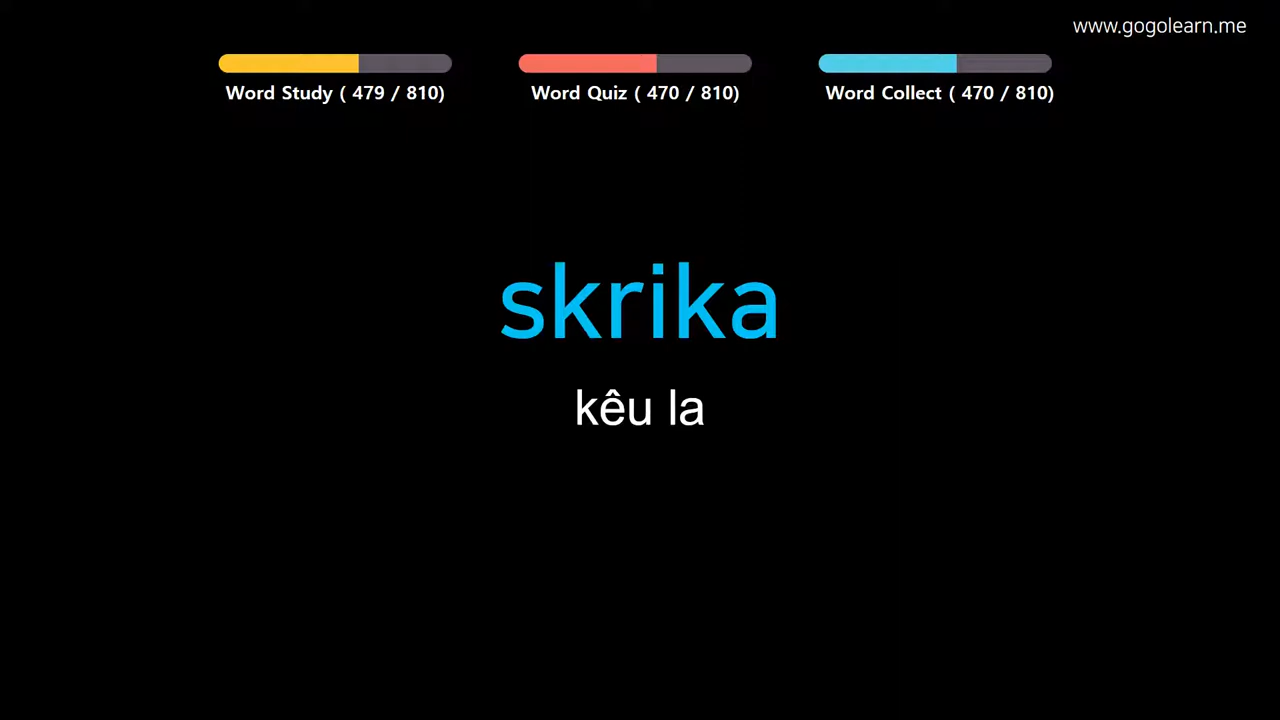 www.gogolearn.me
Word Study ( 479 / 810)
Word Quiz ( 470 / 810)
Word Collect ( 470 / 810)
skrika
kêu la